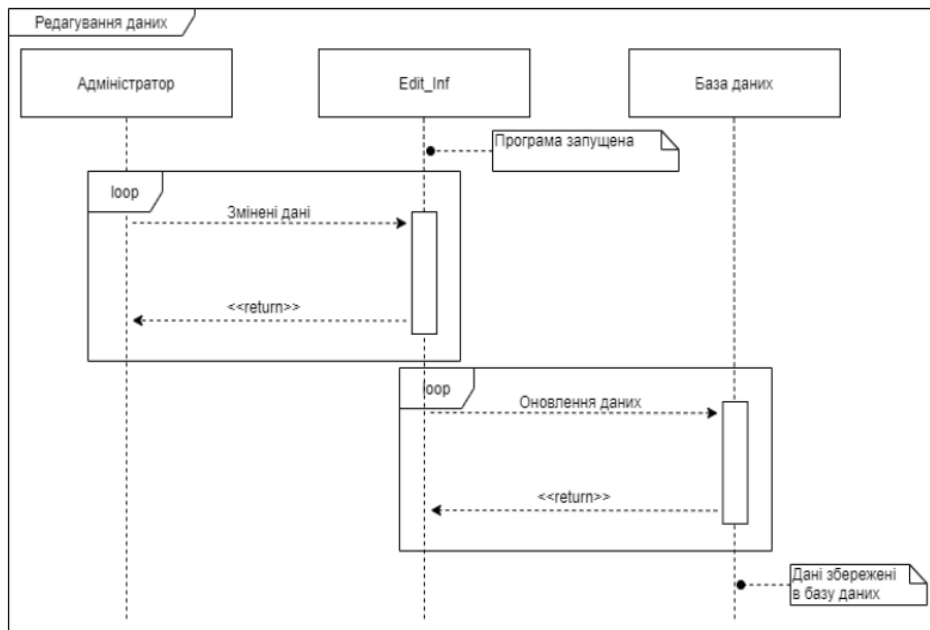 Редагування даних
Адміністратор
Edit_Inf
База даних
Програма запущена
loop
Змінені дані
<<return>>
loop
Оновлення даних
<<return>>
Дані збережені
в базу даних